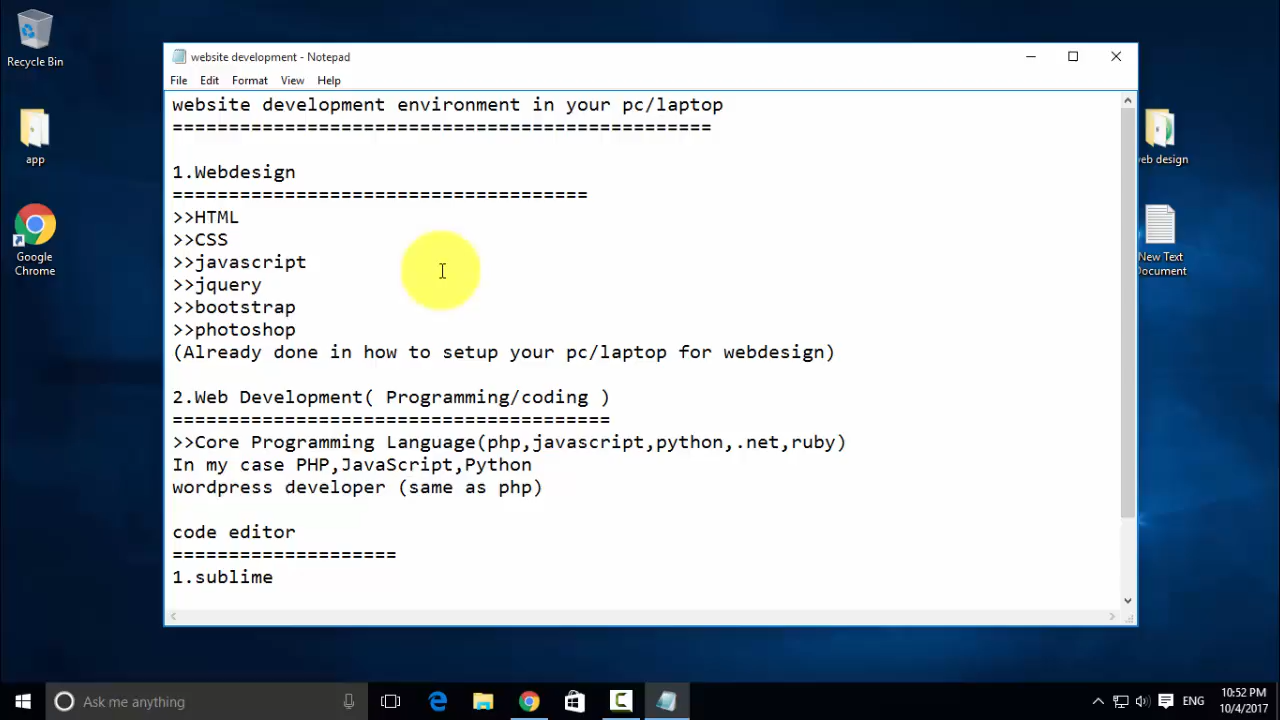 Recycle Bin
app
Google
Chrome
website development - Notepad
File Edit Format View Help
website development environment in your pc/laptop
================================================
1.Webdesign
=====================================
>>HTML
>>CSS
>>javascript
>>jquery
>>bootstrap
>>photoshop
(Already done in how to setup your pc/laptop for webdesign)
2.Web Development( Programming/coding )
=======================================
>>Core Programming Language(php,javascript,python,.net,ruby)
In my case PHP,JavaScript,Python
wordpress developer (same as php)
code editor
====================
1.sublime
eb design
New Text
Document
Ask me anything
ENG
10:52 PM
10/4/2017